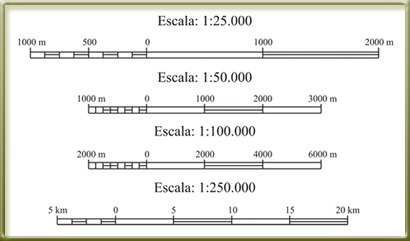 Escala: 1:25.000
1000 m 500 0 1000 2000 m
Escala: 1:50.000
1000 m 0 1000 2000 3000 m
Escala: 1:100.000
2000 m 0 2000 4000 6000 m
Escala: 1:250.000
5 km 0 5 10 15 20 km